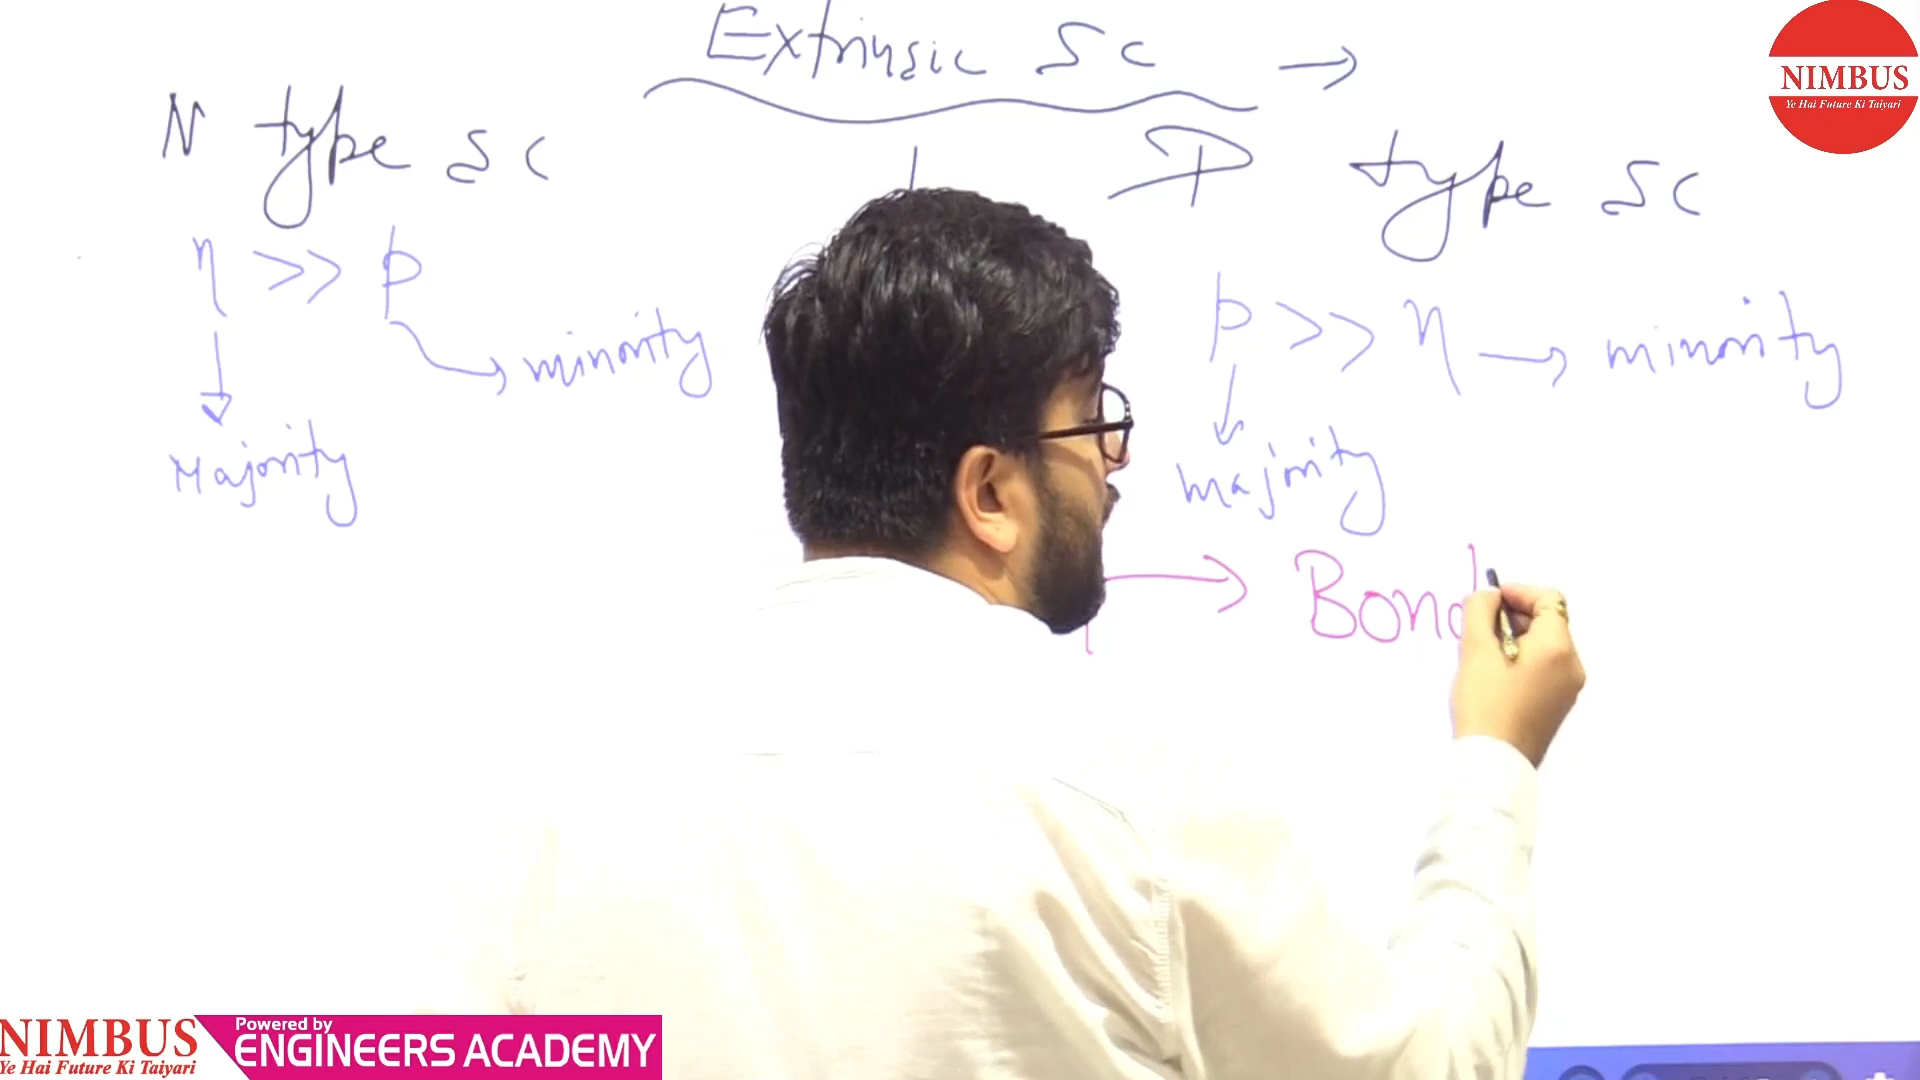 Extrinsic SC →
NIMBUS
Ye Hai Future Ki Taiyari
N type SC
P type SC
η >> p
→ minority
↓
Majority
p >> η → minority
↓
majority
→ Bond
NIMBUS
Ye Hai Future Ki Taiyari
Powered by
ENGINEERS ACADEMY